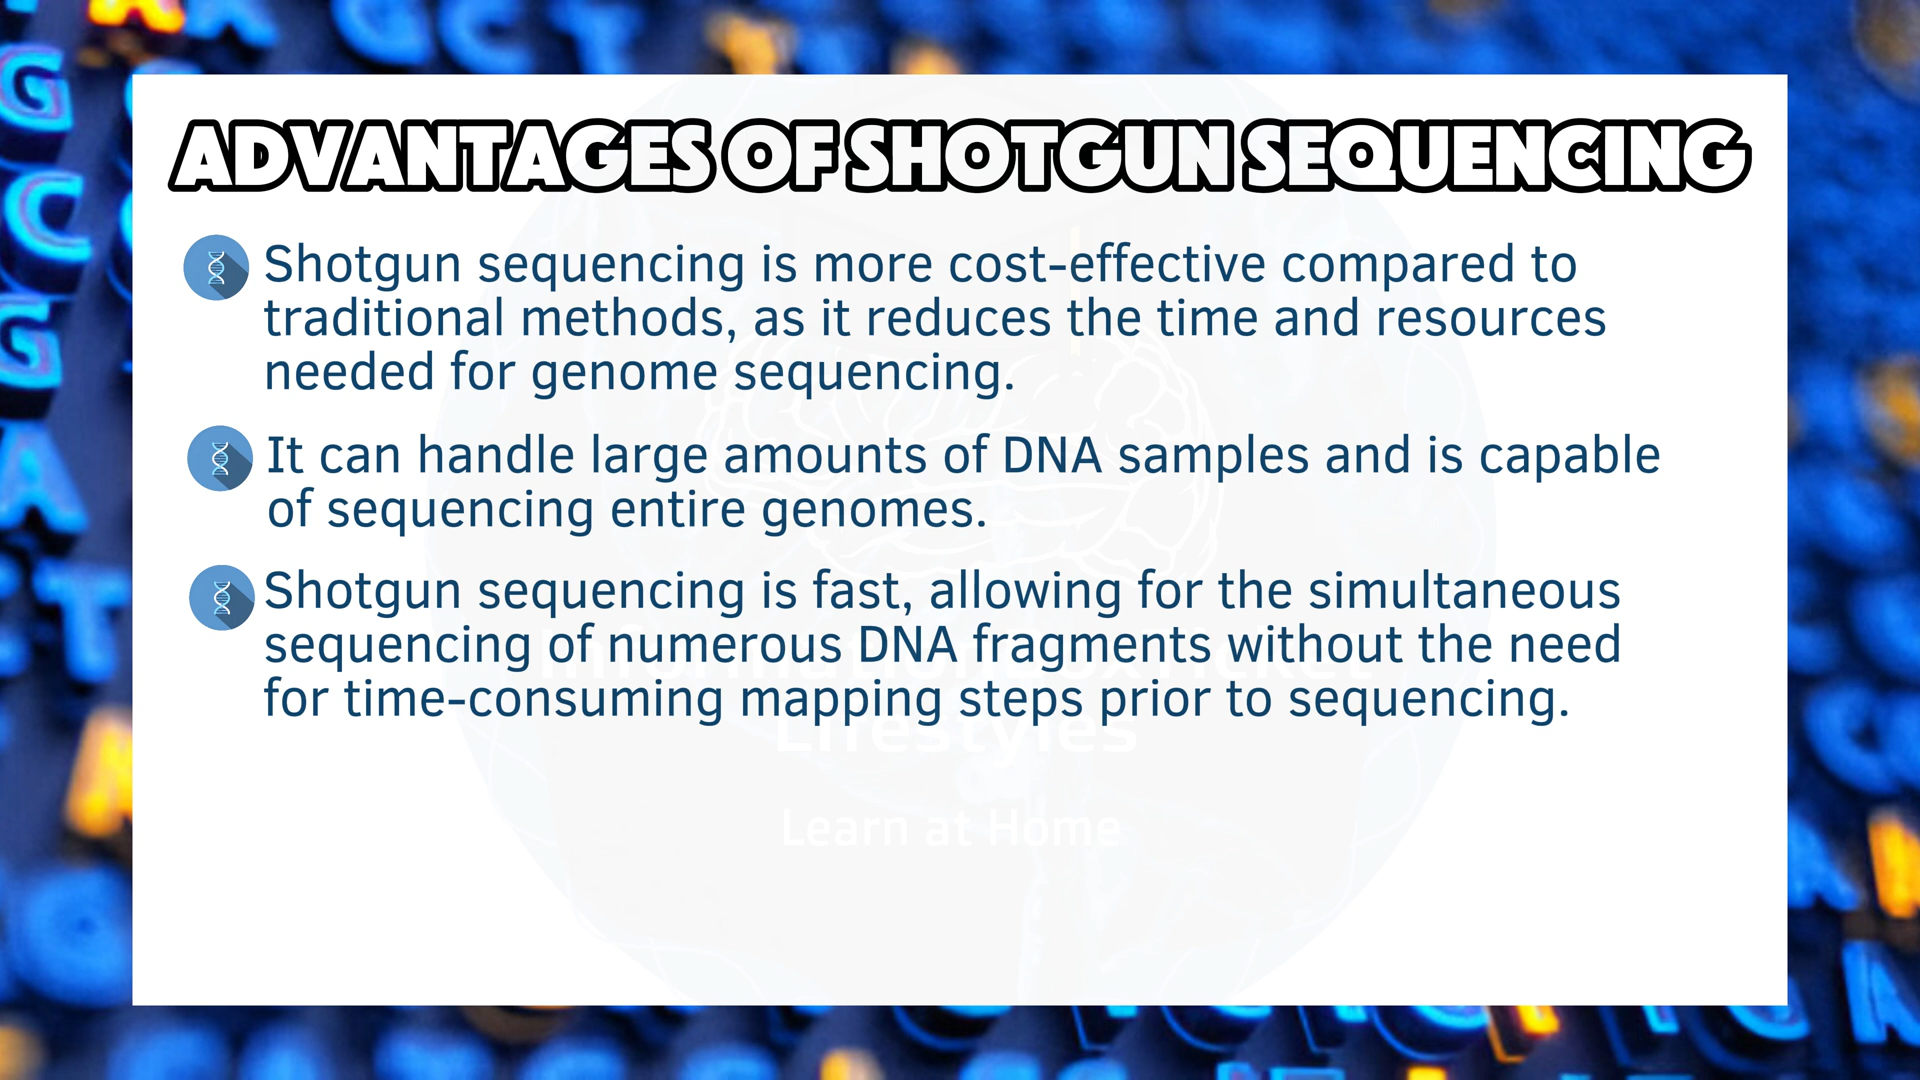 ADVANTAGES OF SHOTGUN SEQUENCING
Shotgun sequencing is more cost-effective compared to
traditional methods, as it reduces the time and resources
needed for genome sequencing.
It can handle large amounts of DNA samples and is capable
of sequencing entire genomes.
Shotgun sequencing is fast, allowing for the simultaneous
sequencing of numerous DNA fragments without the need
for time-consuming mapping steps prior to sequencing.
Lifestyles
Learn at Home